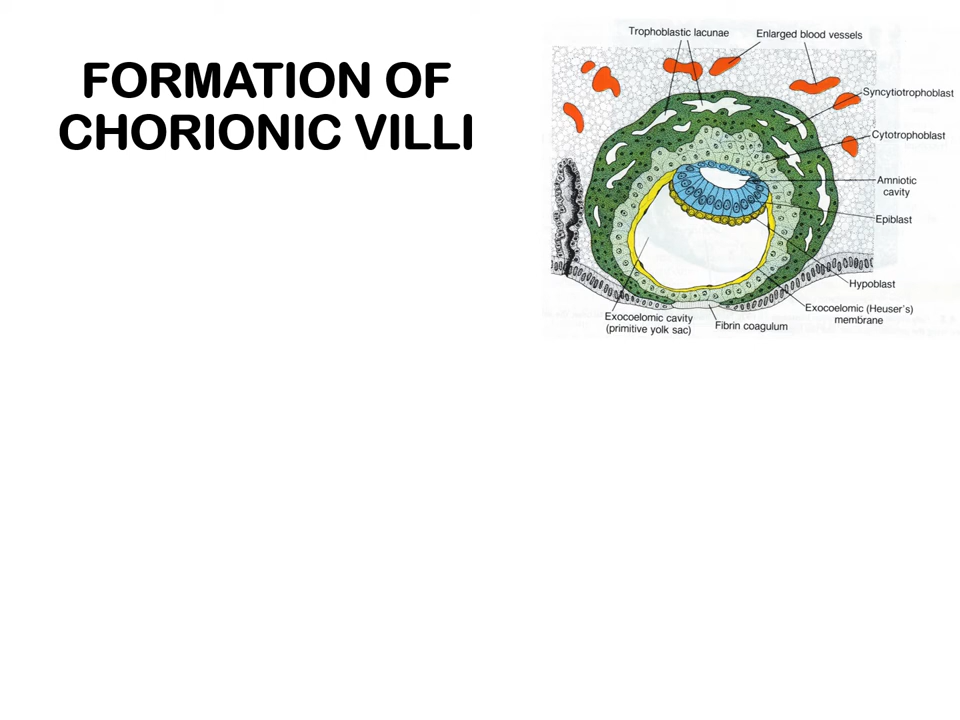 FORMATION OF
CHORIONIC VILLI
Trophoblastic lacunae
Enlarged blood vessels
Syncytiotrophoblast
Cytotrophoblast
Amniotic
cavity
Epiblast
Hypoblast
Exocoelomic (Heuser's)
membrane
Fibrin coagulum
Exocoelomic cavity
(primitive yolk sac)